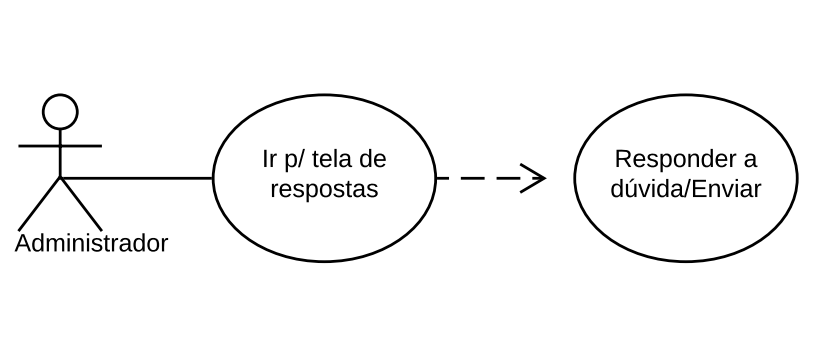 Ir p/ tela de
respostas
Responder a
dúvida/Enviar
Administrador